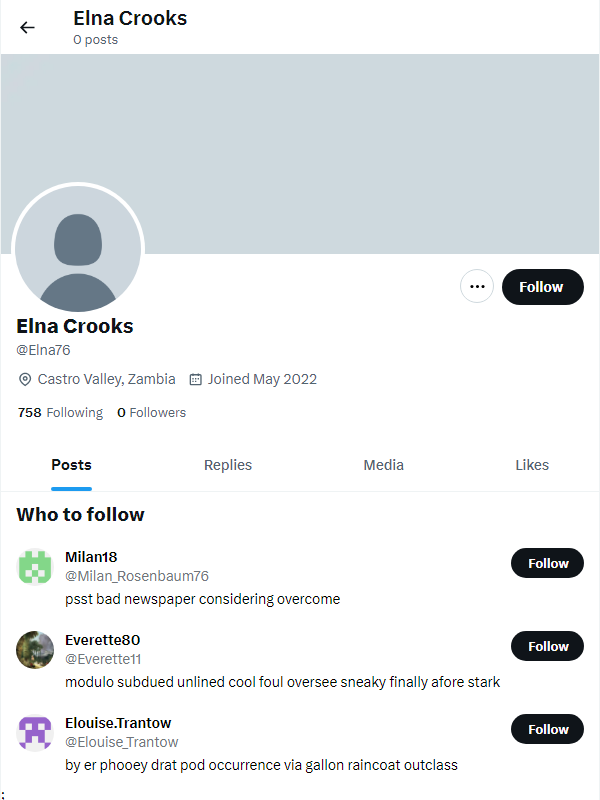 Elna Crooks
0 posts
Follow
Elna Crooks
@Elna76
Castro Valley, Zambia Joined May 2022
758 Following 0 Followers
Posts Replies Media Likes
Who to follow
Milan18
@Milan_Rosenbaum76
Follow
psst bad newspaper considering overcome
Everette80
@Everette11
Follow
modulo subdued unlined cool foul oversee sneaky finally afore stark
Elouise.Trantow
@Elouise_Trantow
Follow
by er phooey drat pod occurrence via gallon raincoat outclass
;